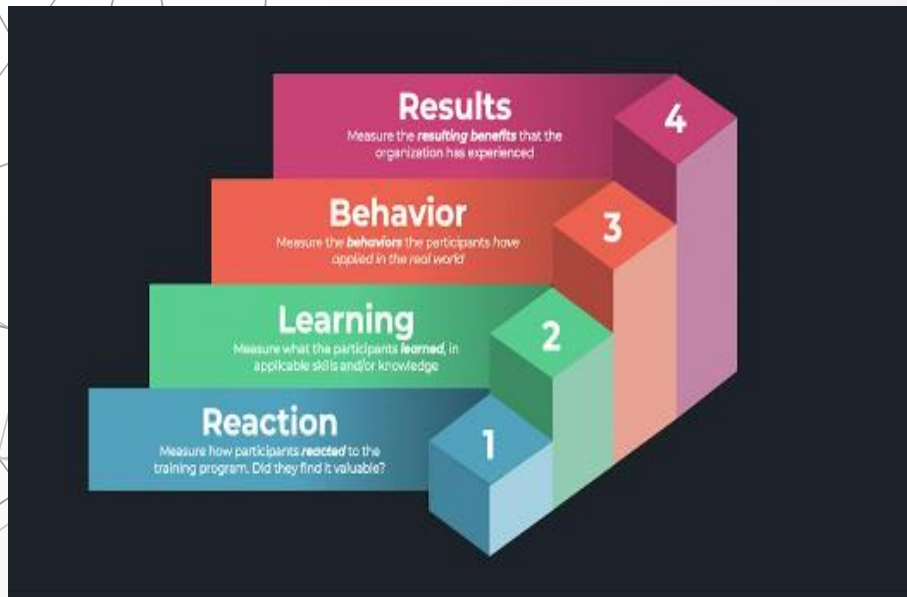 4
Results
Measure the resulting benefits that the
organization has experienced
3
Behavior
Measure the behaviors the participants have
applied in the real world
2
Learning
Measure what the participants learned, in
applicable skills and/or knowledge
1
Reaction
Measure how participants reacted to the
training program. Did they find it valuable?